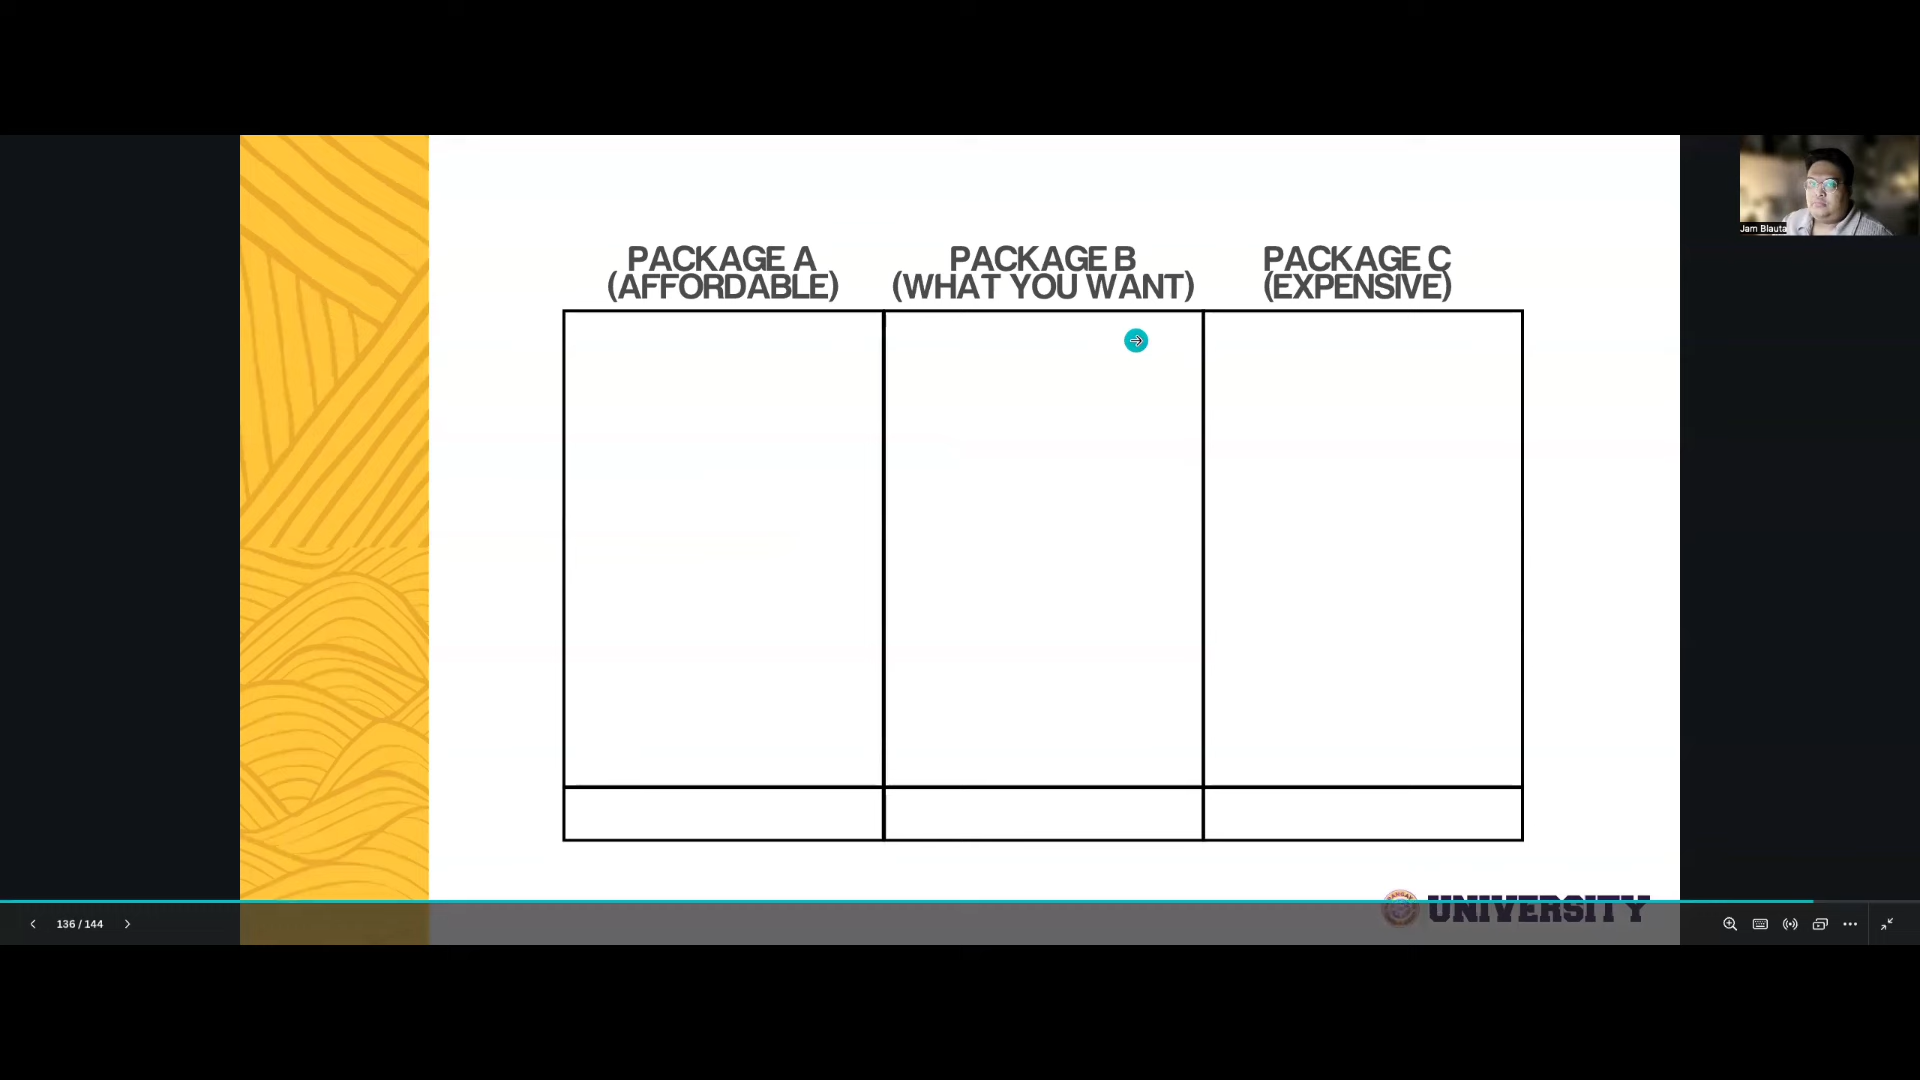 Jam Blauta
PACKAGE A
(AFFORDABLE)
PACKAGE B
(WHAT YOU WANT)
PACKAGE C
(EXPENSIVE)
UNIVERSITY
136 / 144